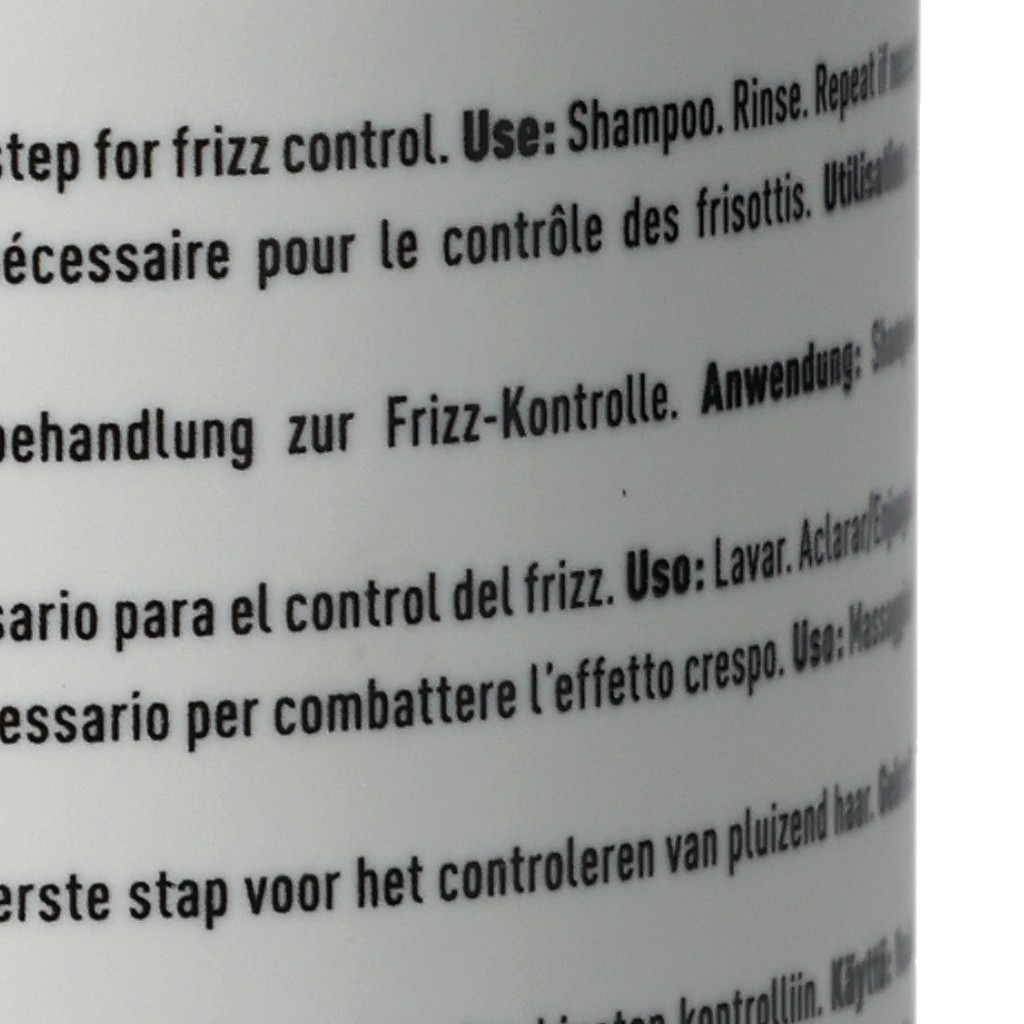 step for frizz control. Use: Shampoo. Rinse. Repeat if
écessaire pour le contrôle des frisottis. Utilisation
behandlung zur Frizz-Kontrolle. Anwendung:
sario para el control del frizz. Uso: Lavar. Aclarar/
essario per combattere l'effetto crespo. Uso:
erste stap voor het controleren van pluizend haar.
kontrolliin. Käyttö: